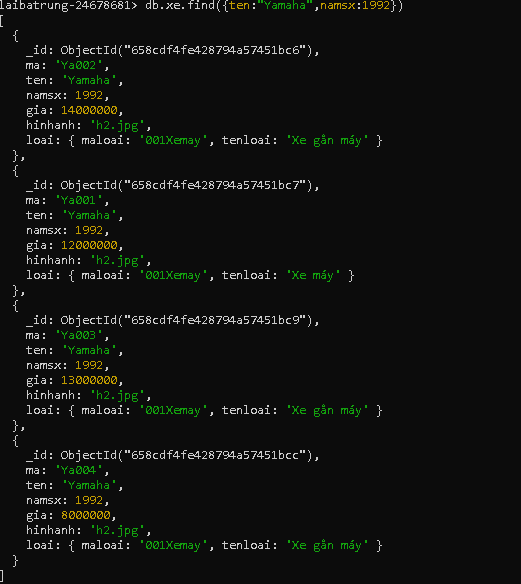 laibatrung-24678681> db.xe.find({ten:"Yamaha",namsx:1992})
[
  {
    _id: ObjectId("658cdf4fe428794a57451bc6"),
    ma: 'Ya002',
    ten: 'Yamaha',
    namsx: 1992,
    gia: 14000000,
    hinhanh: 'h2.jpg',
    loai: { maloai: '001Xemay', tenloai: 'Xe gắn máy' }
  },
  {
    _id: ObjectId("658cdf4fe428794a57451bc7"),
    ma: 'Ya001',
    ten: 'Yamaha',
    namsx: 1992,
    gia: 12000000,
    hinhanh: 'h2.jpg',
    loai: { maloai: '001Xemay', tenloai: 'Xe máy' }
  },
  {
    _id: ObjectId("658cdf4fe428794a57451bc9"),
    ma: 'Ya003',
    ten: 'Yamaha',
    namsx: 1992,
    gia: 13000000,
    hinhanh: 'h2.jpg',
    loai: { maloai: '001Xemay', tenloai: 'Xe gắn máy' }
  },
  {
    _id: ObjectId("658cdf4fe428794a57451bcc"),
    ma: 'Ya004',
    ten: 'Yamaha',
    namsx: 1992,
    gia: 8000000,
    hinhanh: 'h2.jpg',
    loai: { maloai: '001Xemay', tenloai: 'Xe gắn máy' }
  }
]